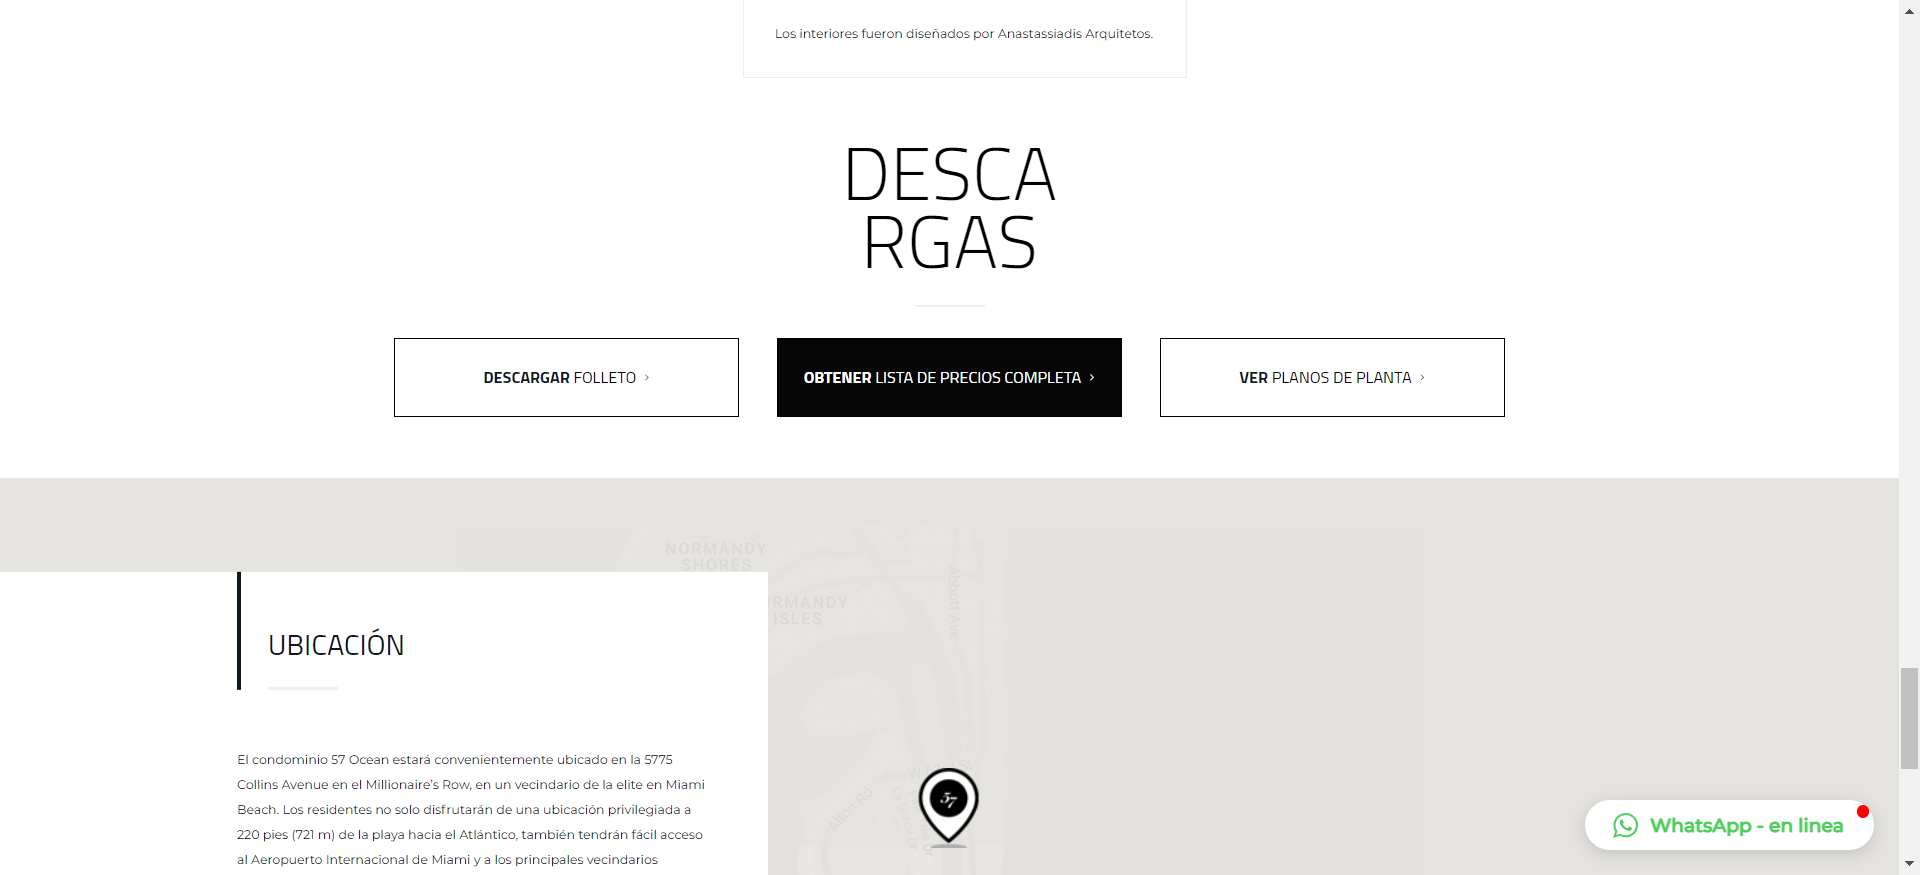 Los interiores fueron diseñados por Anastassiadis Arquitetos.
DESCA
RGAS
DESCARGAR FOLLETO ›
OBTENER LISTA DE PRECIOS COMPLETA ›
VER PLANOS DE PLANTA ›
NORMANDY
SHORES
RMANDY
ISLES
Abbott Ave
UBICACIÓN
El condominio 57 Ocean estará convenientemente ubicado en la 5775
Collins Avenue en el Millionaire’s Row, en un vecindario de la elite en Miami
Beach. Los residentes no solo disfrutarán de una ubicación privilegiada a
220 pies (721 m) de la playa hacia el Atlántico, también tendrán fácil acceso
al Aeropuerto Internacional de Miami y a los principales vecindarios
57
Alton Rd
WhatsApp - en linea